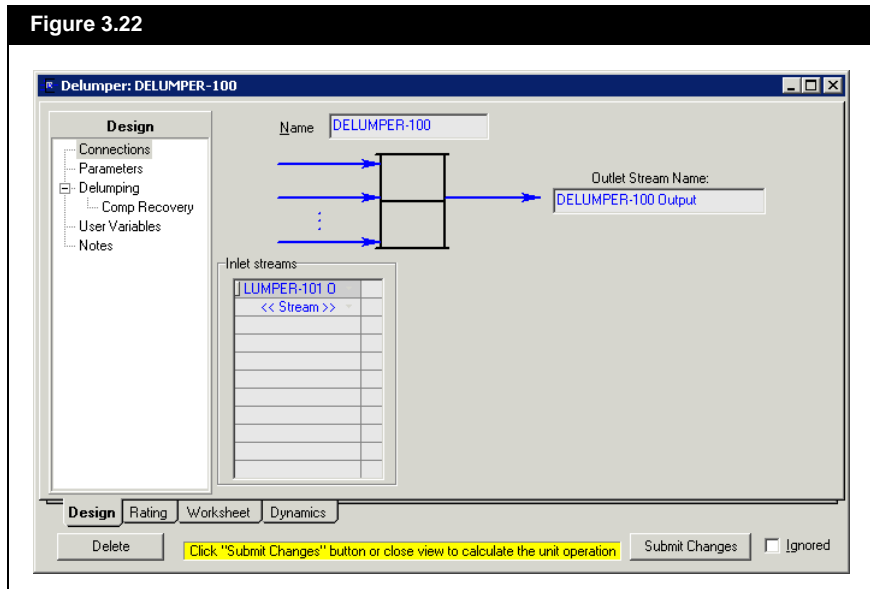 Figure 3.22
Delumper: DELUMPER-100
Design
Connections
Parameters
Delumping
Comp Recovery
User Variables
Notes
Name DELUMPER-100
Outlet Stream Name:
DELUMPER-100 Output
Inlet streams
LUMPER-101 O
<< Stream >>
Design Rating Worksheet Dynamics
Delete Click "Submit Changes" button or close view to calculate the unit operation Submit Changes Ignored